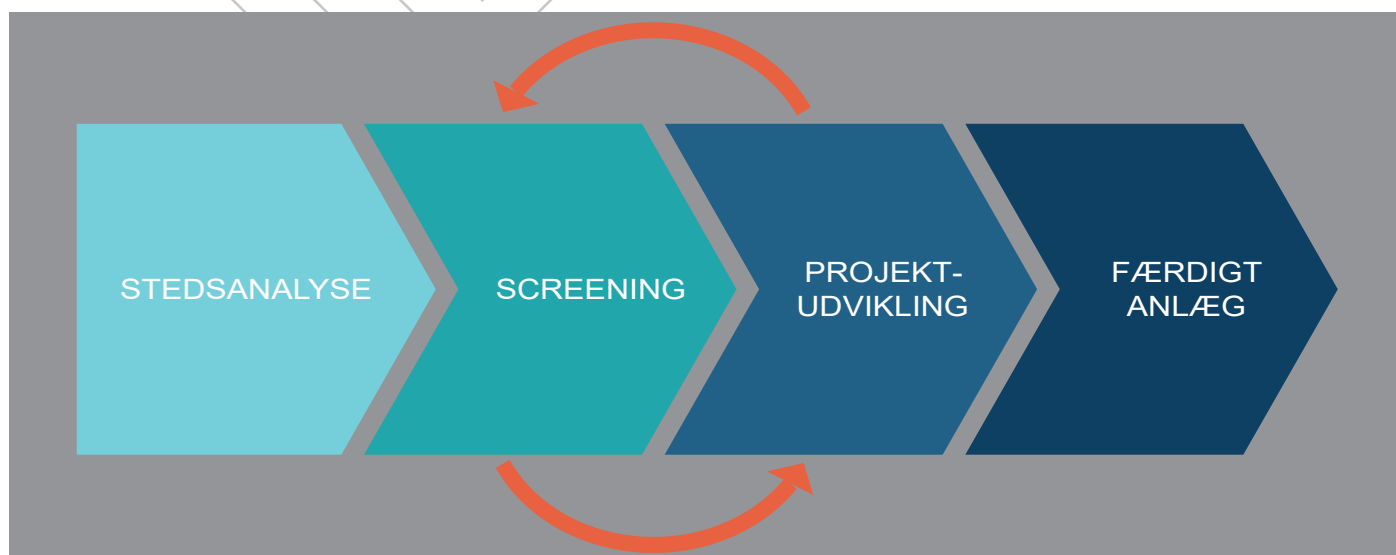 STEDSANALYSE
SCREENING
PROJEKT-
UDVIKLING
FÆRDIGT
ANLÆG